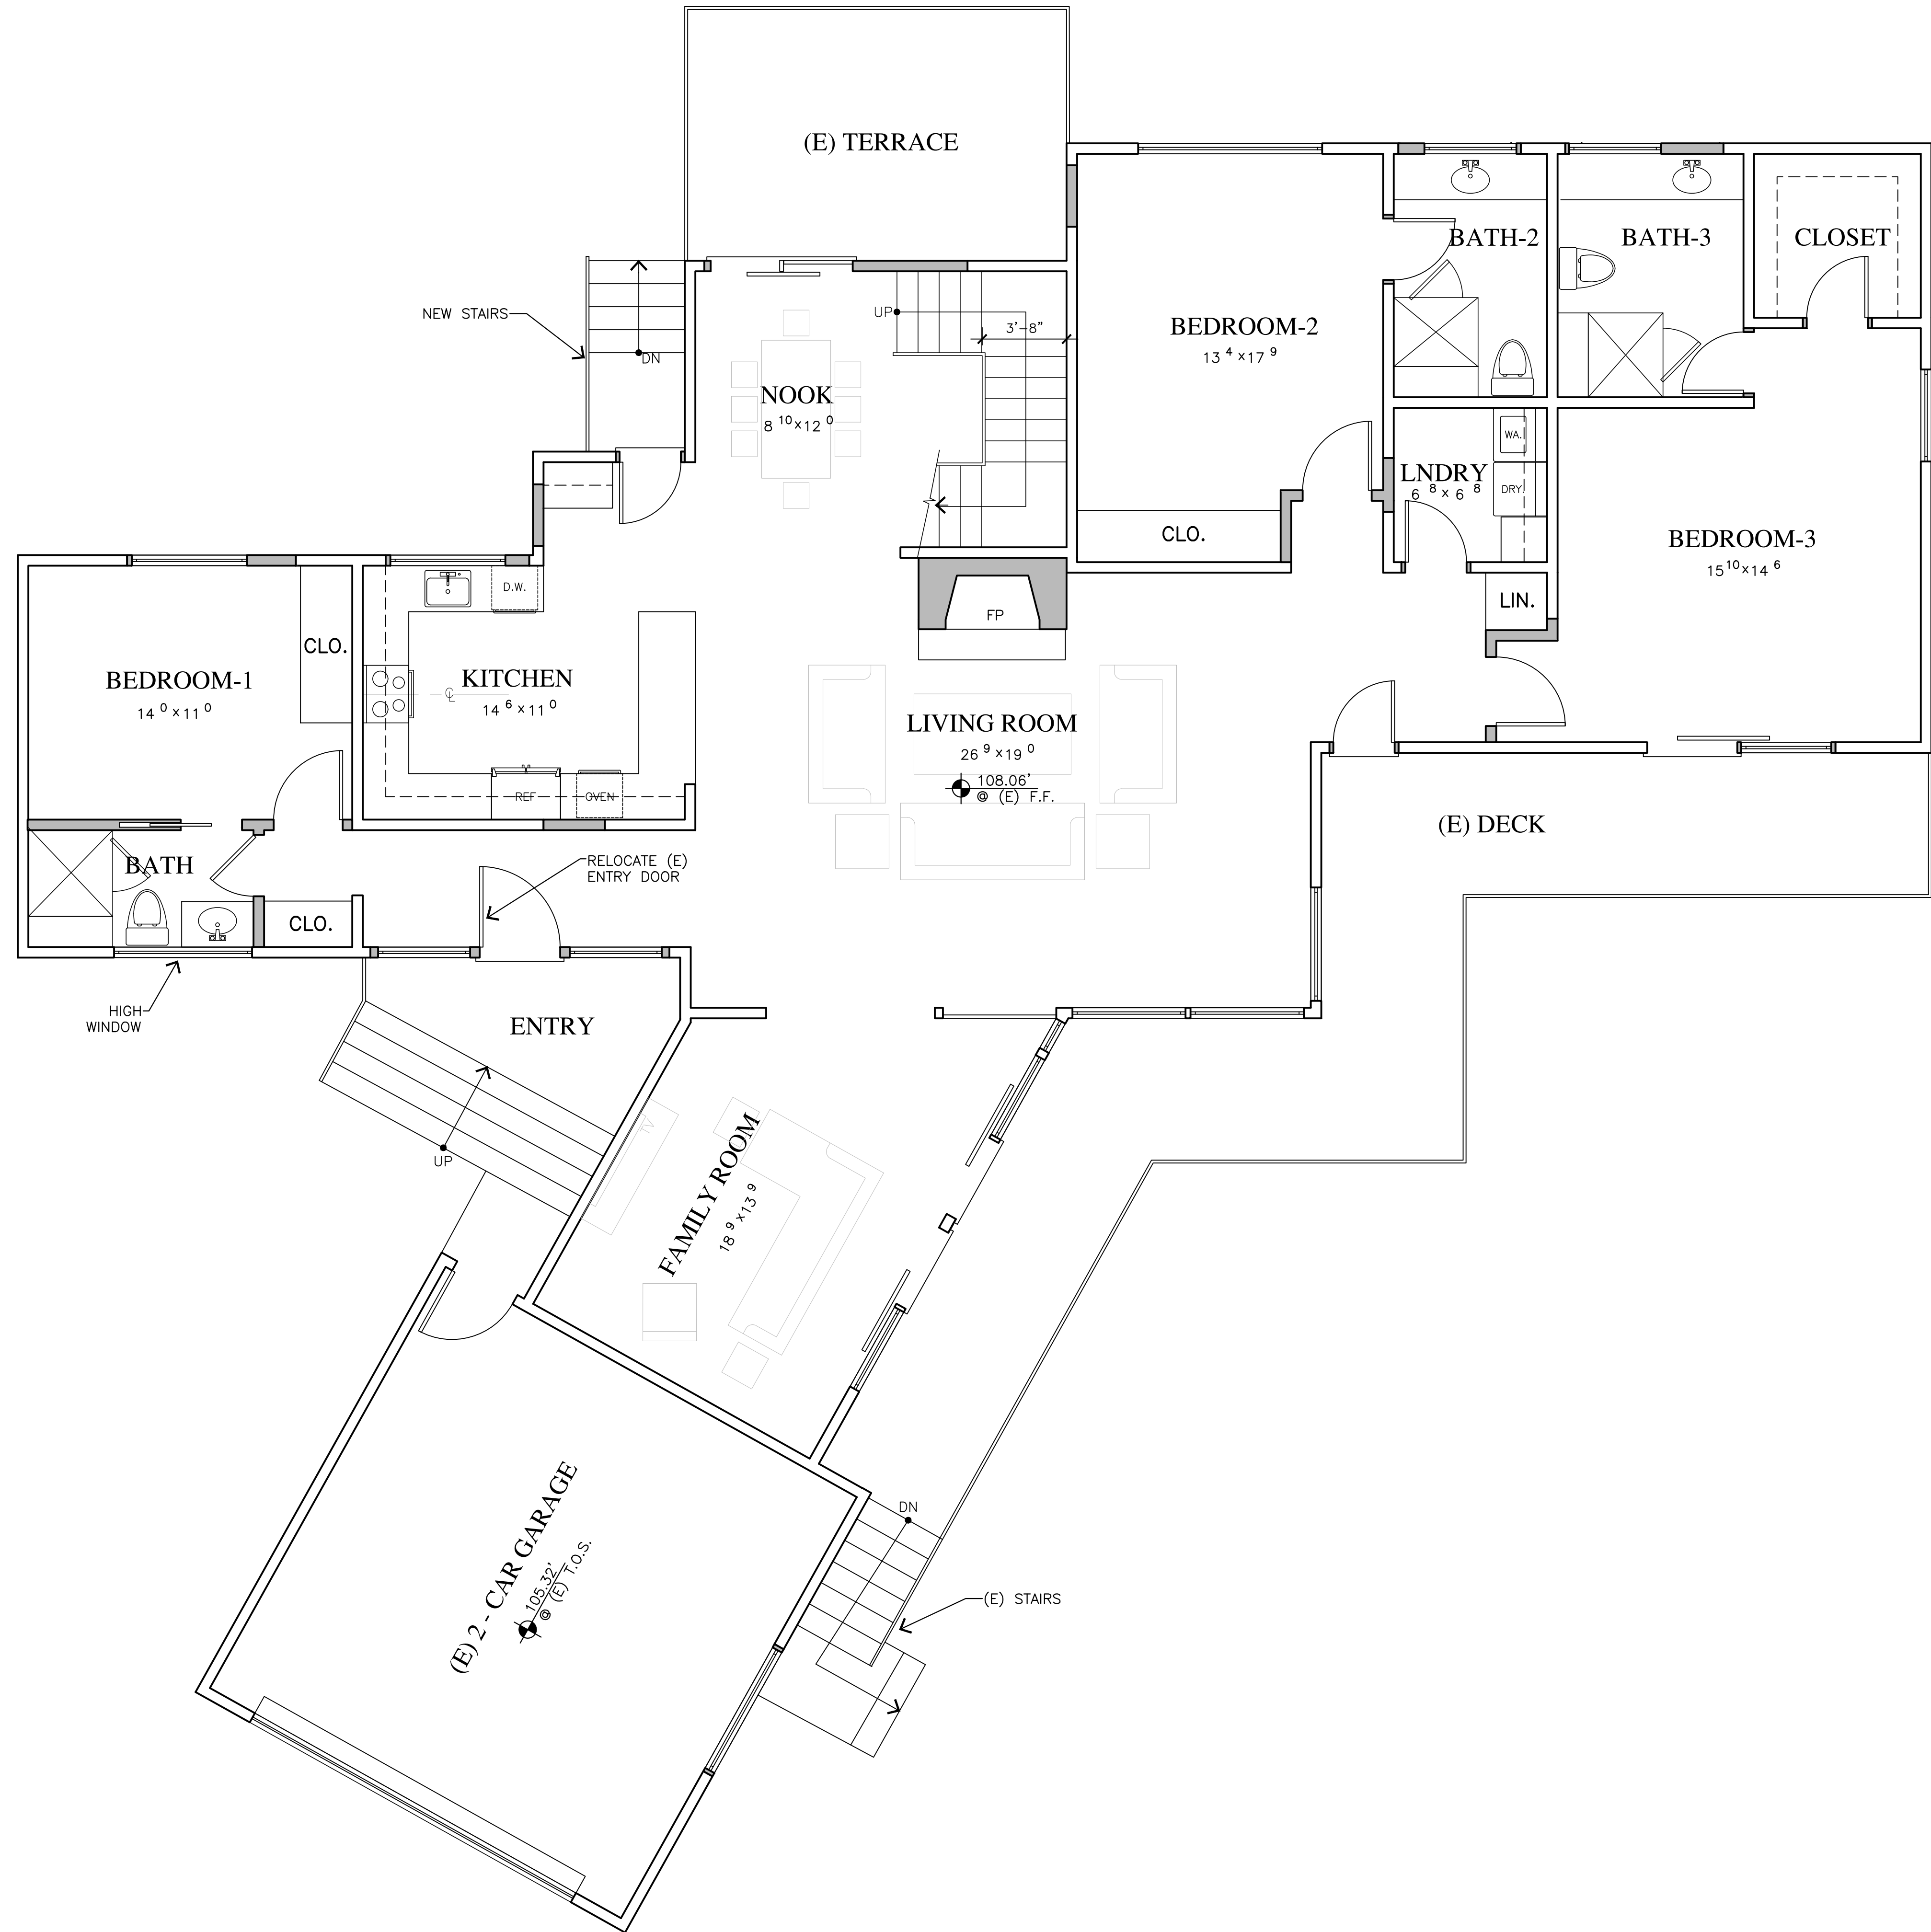 (E) TERRACE
NEW STAIRS
DN
UP
3'-8"
NOOK
8 10 x 12 0
BEDROOM-2
13 4 x 17 9
CLO.
BATH-2
BATH-3
CLOSET
LNDRY
6 8 x 6 8
WA.
DRY.
LIN.
BEDROOM-3
15 10 x 14 6
BEDROOM-1
14 0 x 11 0
CLO.
D.W.
KITCHEN
14 6 x 11 0
℄
REF
OVEN
FP
LIVING ROOM
26 9 x 19 0
108.06'
@ (E) F.F.
(E) DECK
BATH
CLO.
RELOCATE (E)
ENTRY DOOR
HIGH
WINDOW
ENTRY
UP
TV
FAMILY ROOM
18 9 x 13 9
(E) 2 - CAR GARAGE
105.32'
@ (E) T.O.S.
DN
(E) STAIRS